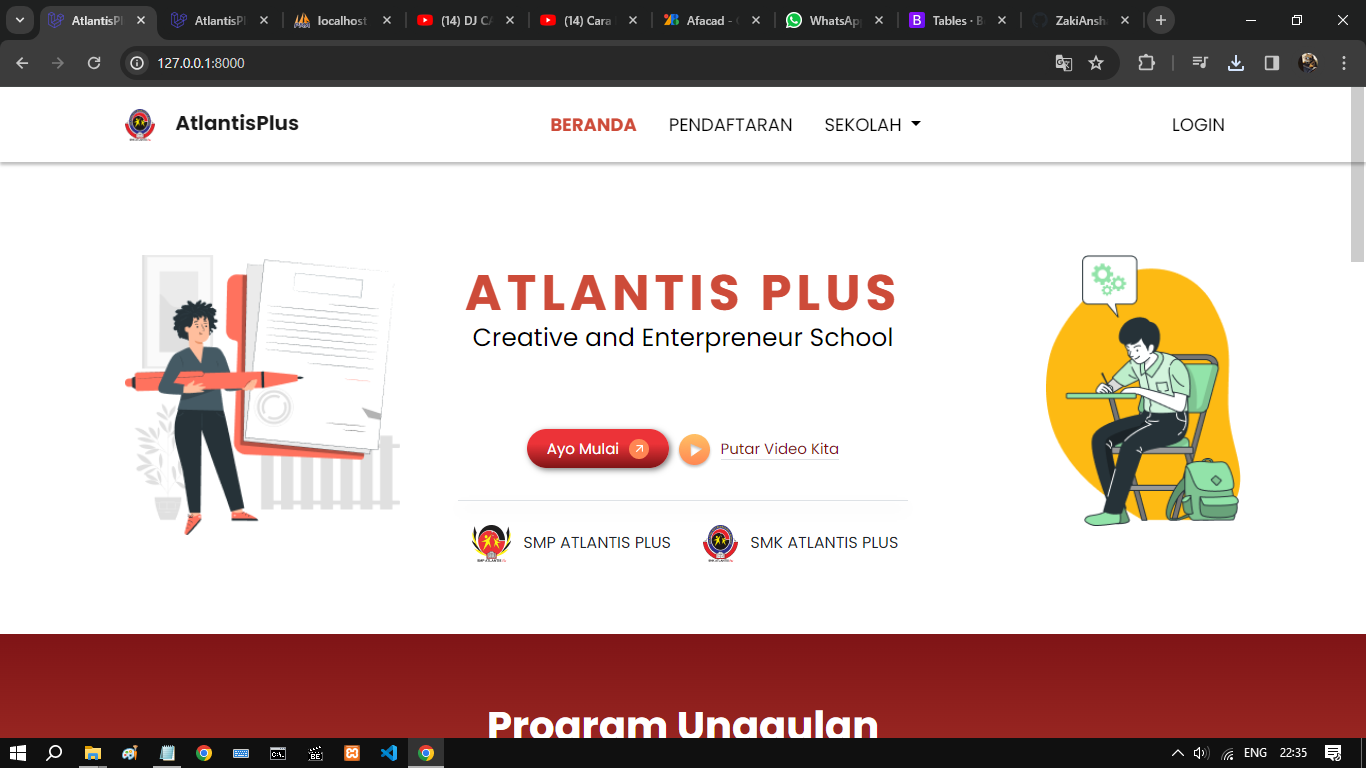 AtlantisPl
AtlantisPl
localhost
(14) DJ CA
(14) Cara
Afacad - G
WhatsApp
Tables · B
ZakiAnsha
127.0.0.1:8000
AtlantisPlus
BERANDA PENDAFTARAN SEKOLAH LOGIN
ATLANTIS PLUS
Creative and Enterpreneur School
Ayo Mulai
Putar Video Kita
SMP ATLANTIS PLUS
SMK ATLANTIS PLUS
Program Unggulan
ENG 22:35